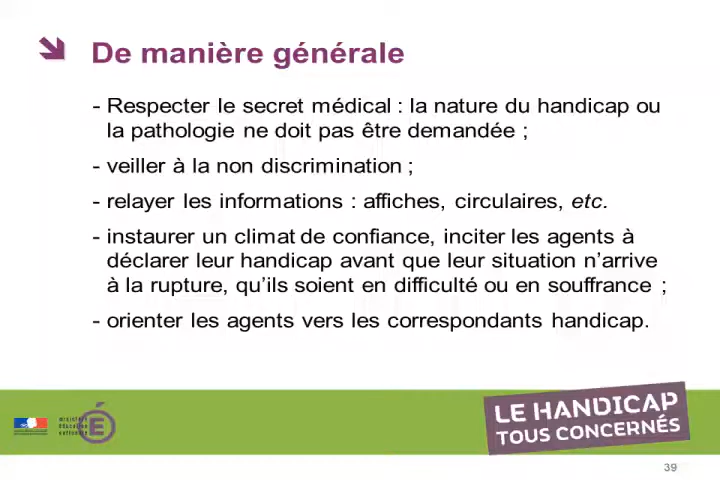 De manière générale
- Respecter le secret médical : la nature du handicap ou
la pathologie ne doit pas être demandée ;
- veiller à la non discrimination ;
- relayer les informations : affiches, circulaires, etc.
- instaurer un climat de confiance, inciter les agents à
déclarer leur handicap avant que leur situation n'arrive
à la rupture, qu'ils soient en difficulté ou en souffrance ;
- orienter les agents vers les correspondants handicap.
ministère
éducation
nationale
É
LE HANDICAP
TOUS CONCERNÉS
39